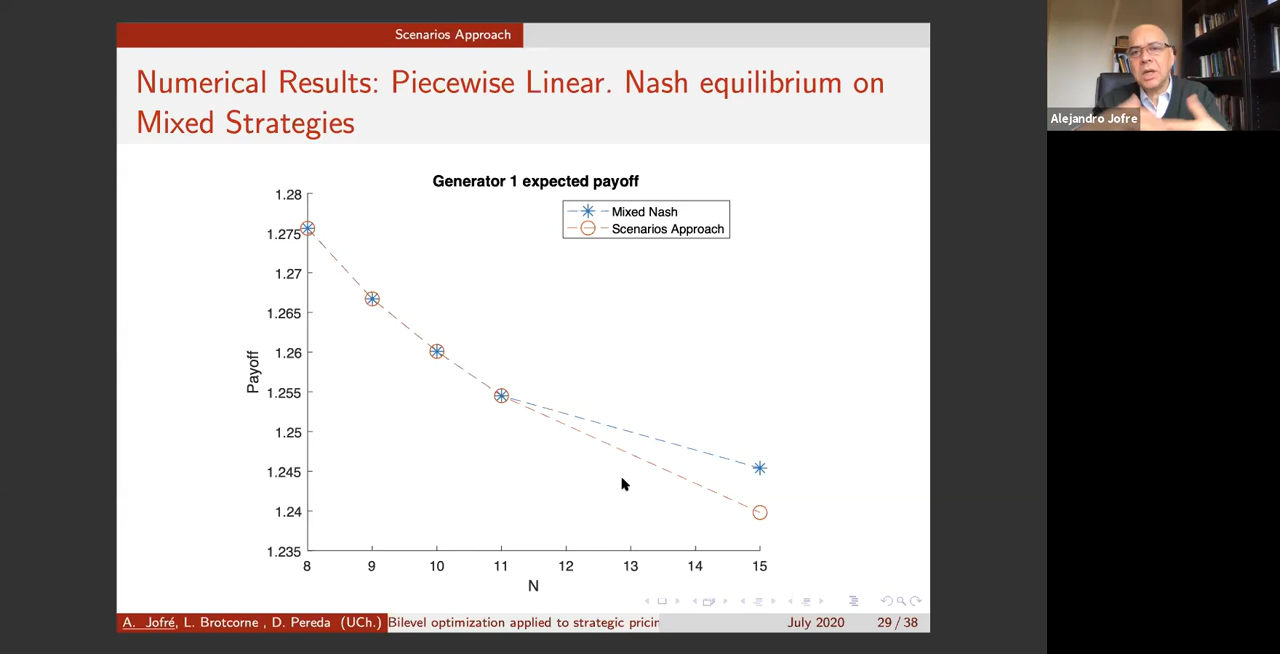 Scenarios Approach
Numerical Results: Piecewise Linear. Nash equilibrium on
Mixed Strategies
Generator 1 expected payoff
Mixed Nash
Scenarios Approach
Payoff
1.28
1.275
1.27
1.265
1.26
1.255
1.25
1.245
1.24
1.235
8 9 10 11 12 13 14 15
N
A. Jofré, L. Brotcorne , D. Pereda (UCh.) Bilevel optimization applied to strategic pricin July 2020 29 / 38
Alejandro Jofre